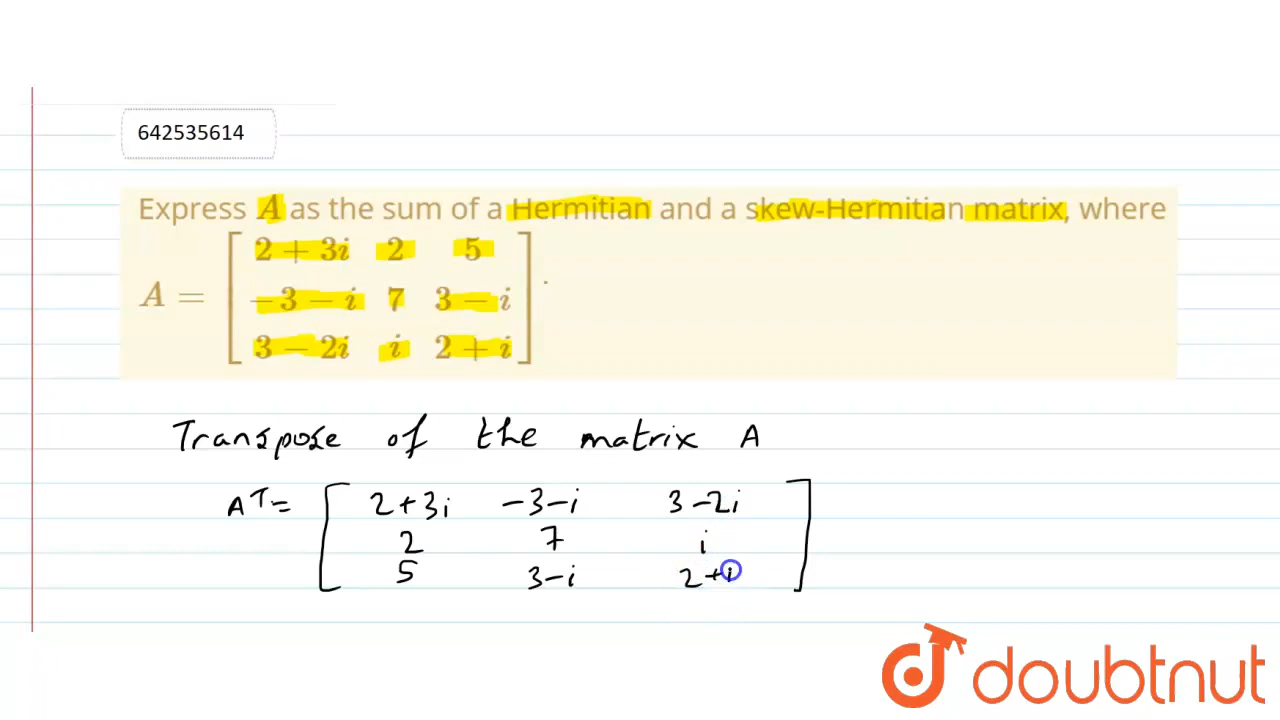 642535614
Express A as the sum of a Hermitian and a skew-Hermitian matrix, where
A = [ 2 + 3i 2 5
-3 - i 7 3 - i
3 - 2i i 2 + i ] .
Transpose of the matrix A
A^T = [ 2+3i -3-i 3-2i
2 7 i
5 3-i 2+i ]
doubtnut